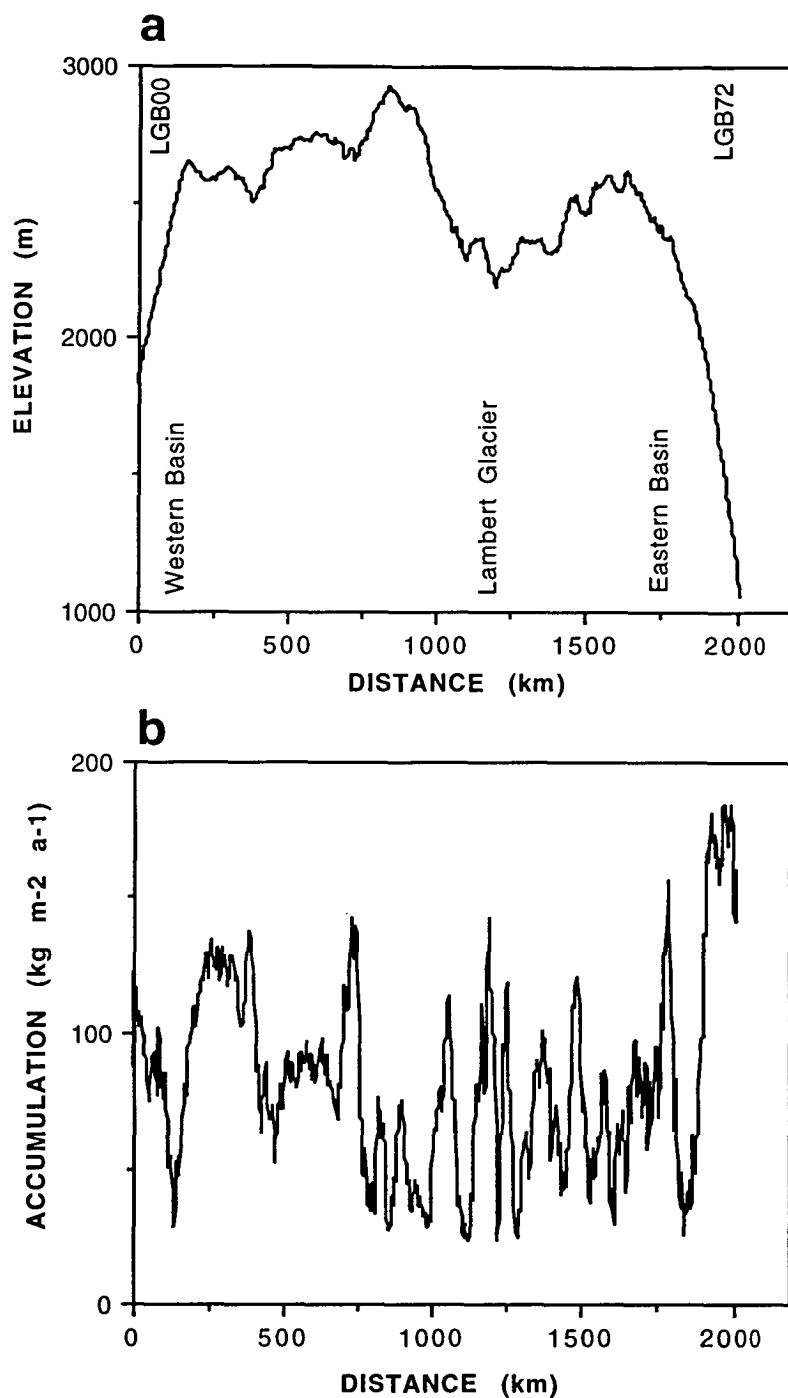 a
3000
2000
1000
ELEVATION (m)
LGB00
LGB72
Western Basin
Lambert Glacier
Eastern Basin
0 500 1000 1500 2000
DISTANCE (km)
b
200
100
0
ACCUMULATION (kg m-2 a-1)
0 500 1000 1500 2000
DISTANCE (km)